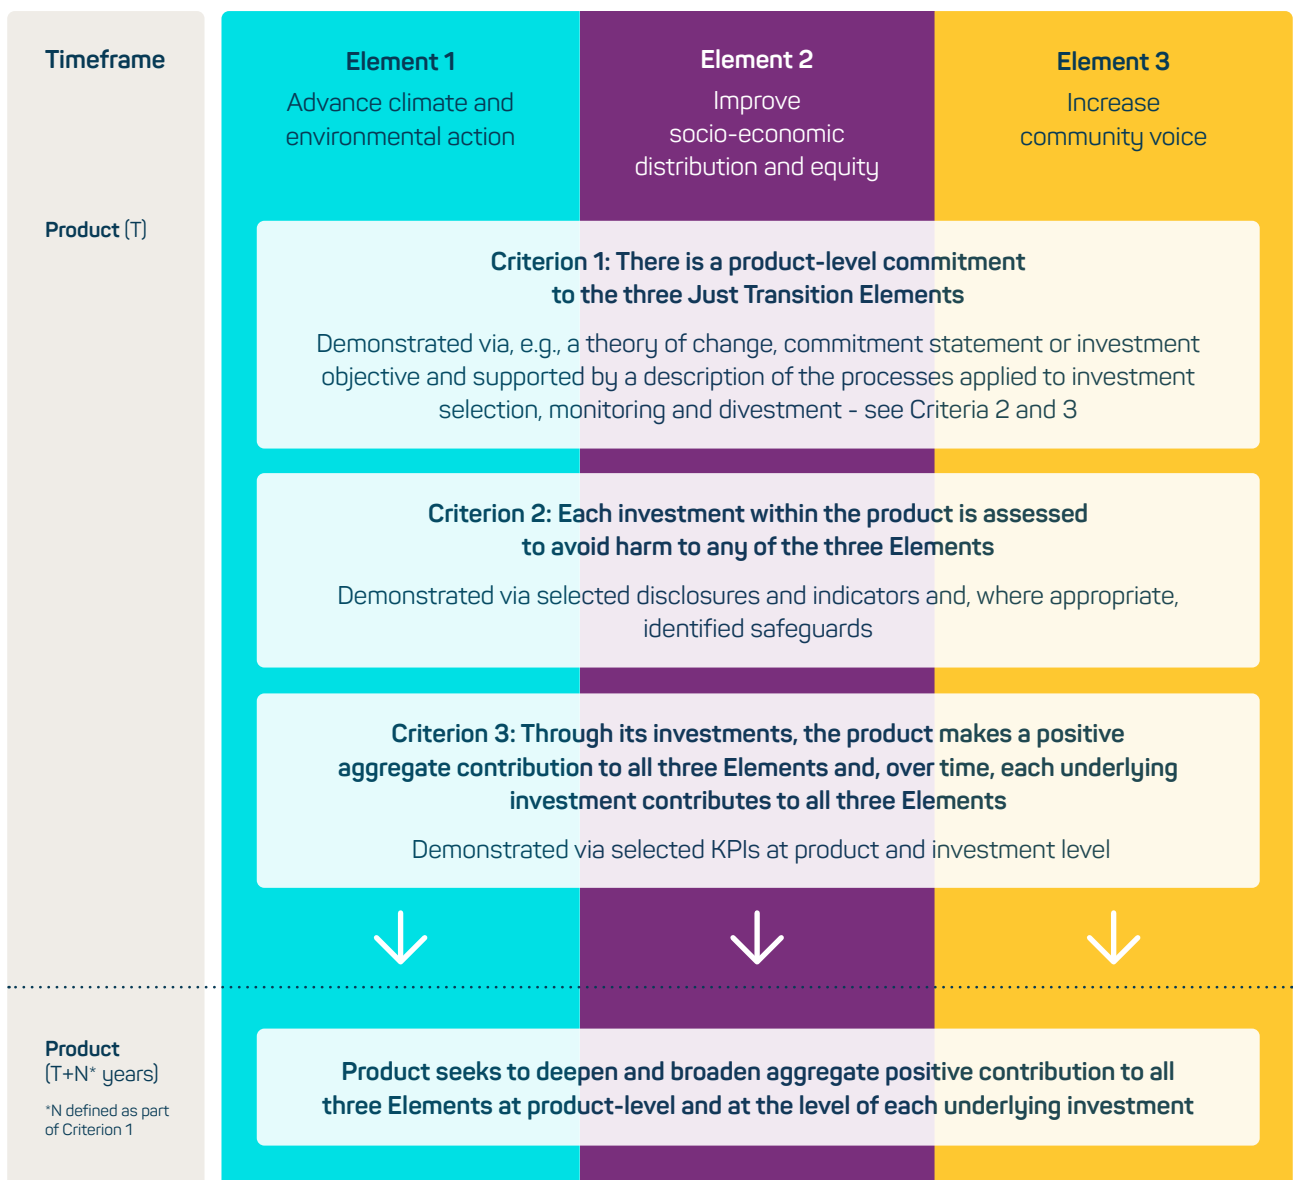 Timeframe
Element 1
Advance climate and
environmental action
Element 2
Improve
socio-economic
distribution and equity
Element 3
Increase
community voice
Product (T)
Criterion 1: There is a product-level commitment
to the three Just Transition Elements
Demonstrated via, e.g., a theory of change, commitment statement or investment
objective and supported by a description of the processes applied to investment
selection, monitoring and divestment - see Criteria 2 and 3
Criterion 2: Each investment within the product is assessed
to avoid harm to any of the three Elements
Demonstrated via selected disclosures and indicators and, where appropriate,
identified safeguards
Criterion 3: Through its investments, the product makes a positive
aggregate contribution to all three Elements and, over time, each underlying
investment contributes to all three Elements
Demonstrated via selected KPIs at product and investment level
Product
(T+N* years)
*N defined as part
of Criterion 1
Product seeks to deepen and broaden aggregate positive contribution to all
three Elements at product-level and at the level of each underlying investment